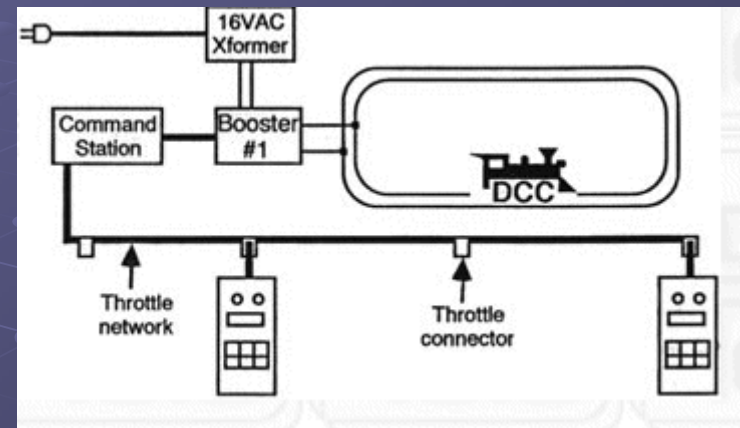 16VAC
Xformer
Command
Station
Booster
#1
DCC
Throttle
network
Throttle
connector